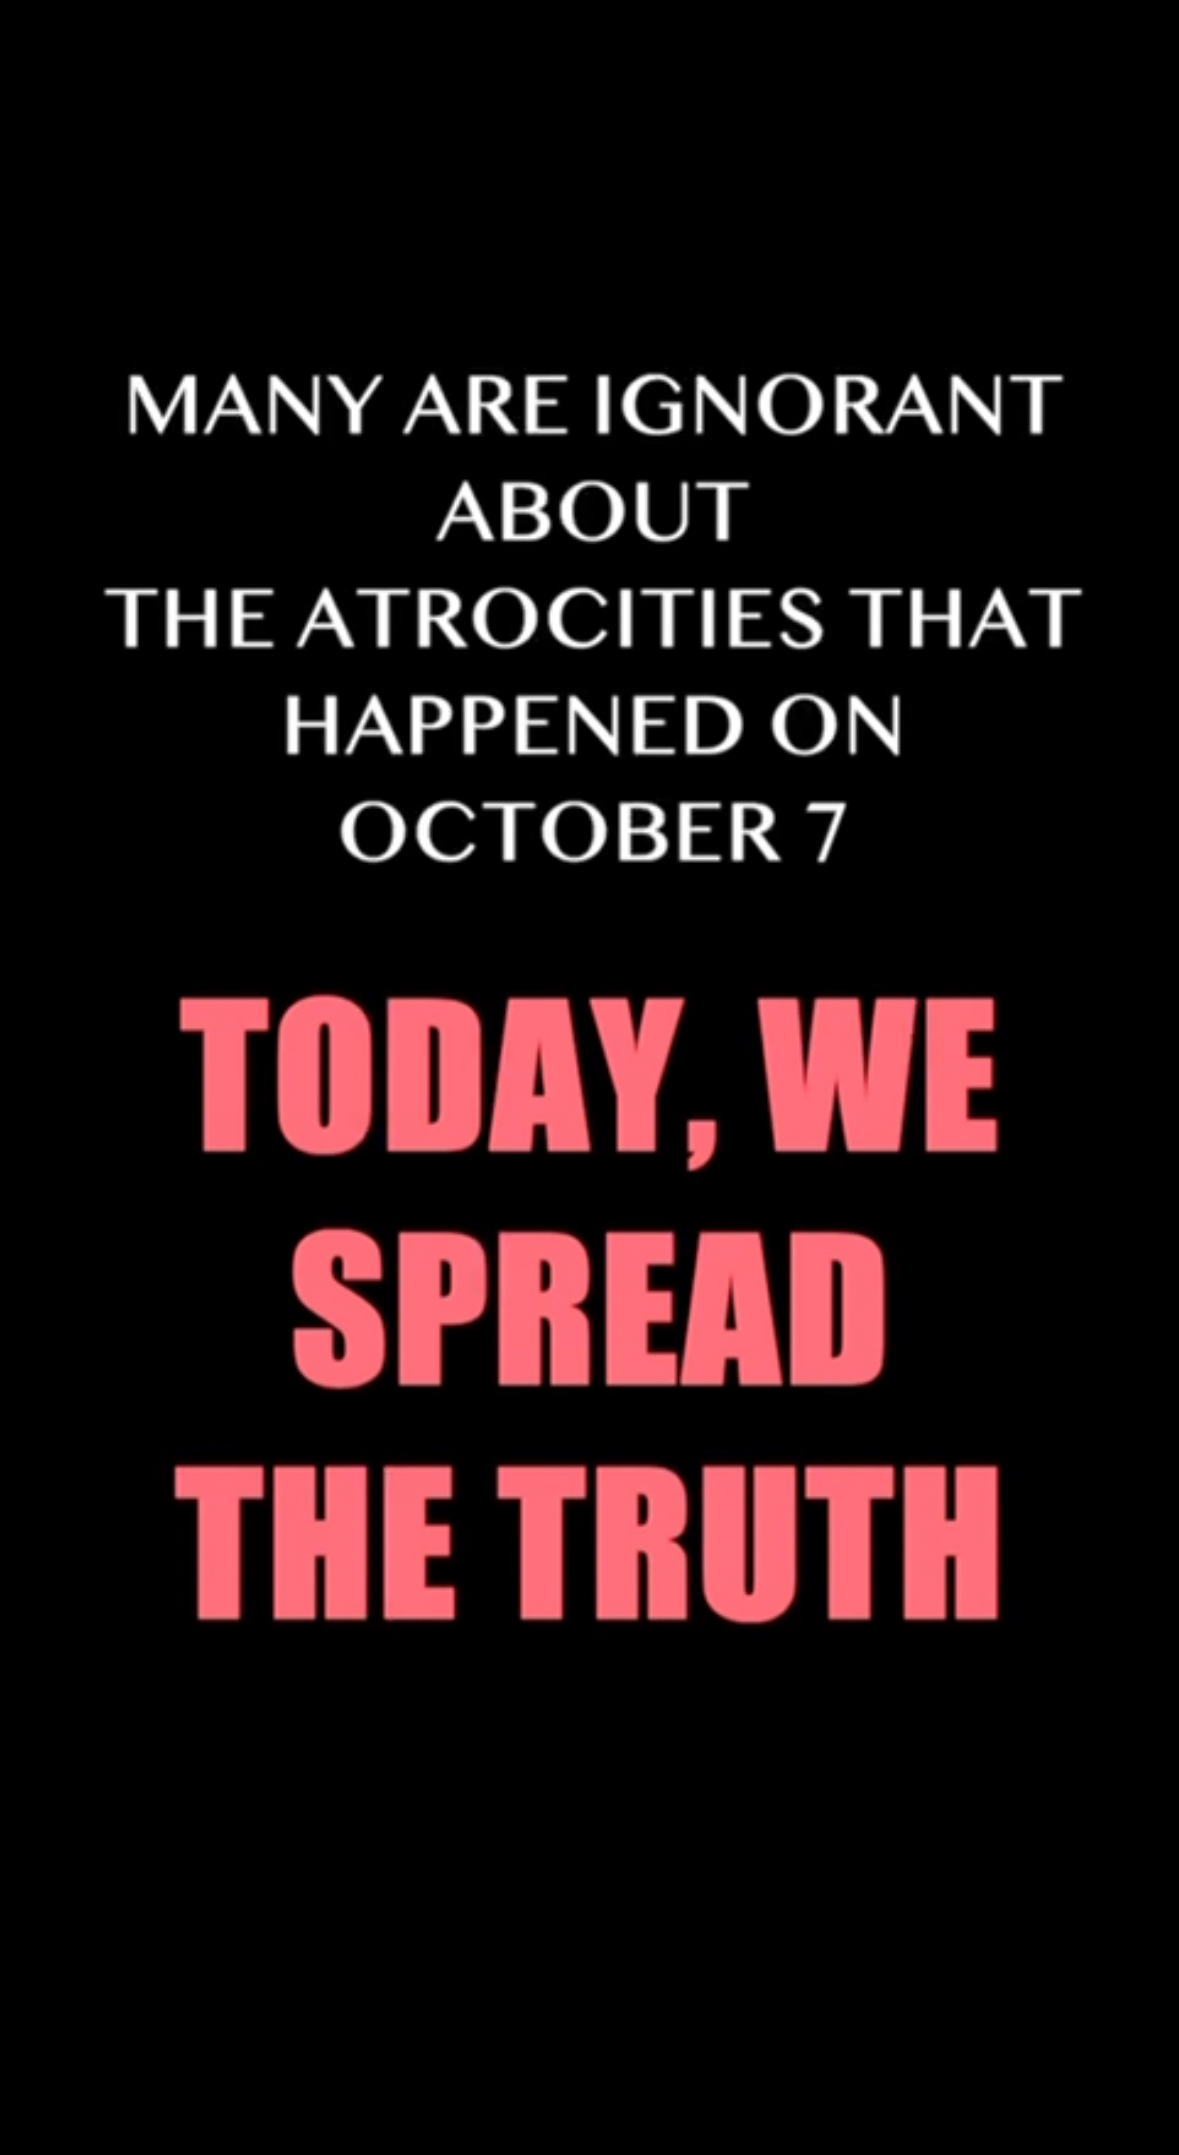 MANY ARE IGNORANT
ABOUT
THE ATROCITIES THAT
HAPPENED ON
OCTOBER 7
TODAY, WE
SPREAD
THE TRUTH